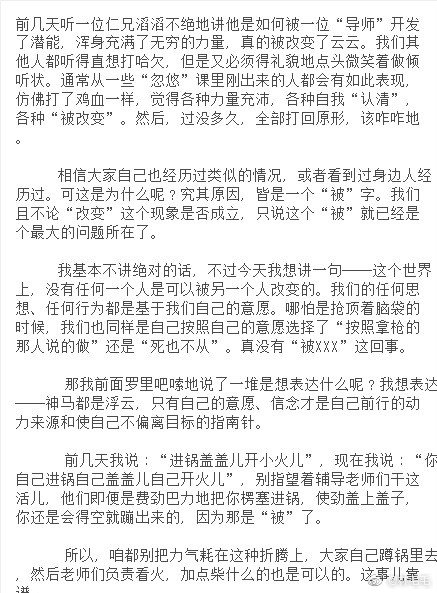 前几天听一位仁兄滔滔不绝地讲他是如何被一位“导师”开发
了潜能，浑身充满了无穷的力量，真的被改变了云云。我们其
他人都听得直想打哈欠，但是又必须得礼貌地点头微笑着做倾
听状。通常从一些“忽悠”课里刚出来的人都会有如此表现，
仿佛打了鸡血一样，觉得各种力量充沛，各种自我“认清”，
各种“被改变”。然后，过没多久，全部打回原形，该咋咋地
。
相信大家自己也经历过类似的情况，或者看到过身边人经
历过。可这是为什么呢？究其原因，皆是一个“被”字。我们
且不论“改变”这个现象是否成立，只说这个“被”就已经是
个最大的问题所在了。
我基本不讲绝对的话，不过今天我想讲一句——这个世界
上，没有任何一个人是可以被另一个人改变的。我们的任何思
想、任何行为都是基于我们自己的意愿。哪怕是抢顶着脑袋的
时候，我们也同样是自己按照自己的意愿选择了“按照拿枪的
那人说的做”还是“死也不从”。真没有“被XXX”这回事。
那我前面罗里吧嗦地说了一堆是想表达什么呢？我想表达
——神马都是浮云，只有自己的意愿、信念才是自己前行的动
力来源和使自己不偏离目标的指南针。
前几天我说：“进锅盖盖儿开小火儿”，现在我说：“你
自己进锅自己盖盖儿自己开火儿”，别指望着辅导老师们干这
活儿，他们即便是费劲巴力地把你楞塞进锅，使劲盖上盖子，
你还是会得空就蹦出来的，因为那是“被”了。
所以，咱都别把力气耗在这种折腾上，大家自己蹲锅里去
，然后老师们负责看火，加点柴什么的也是可以的。这事儿靠
谱